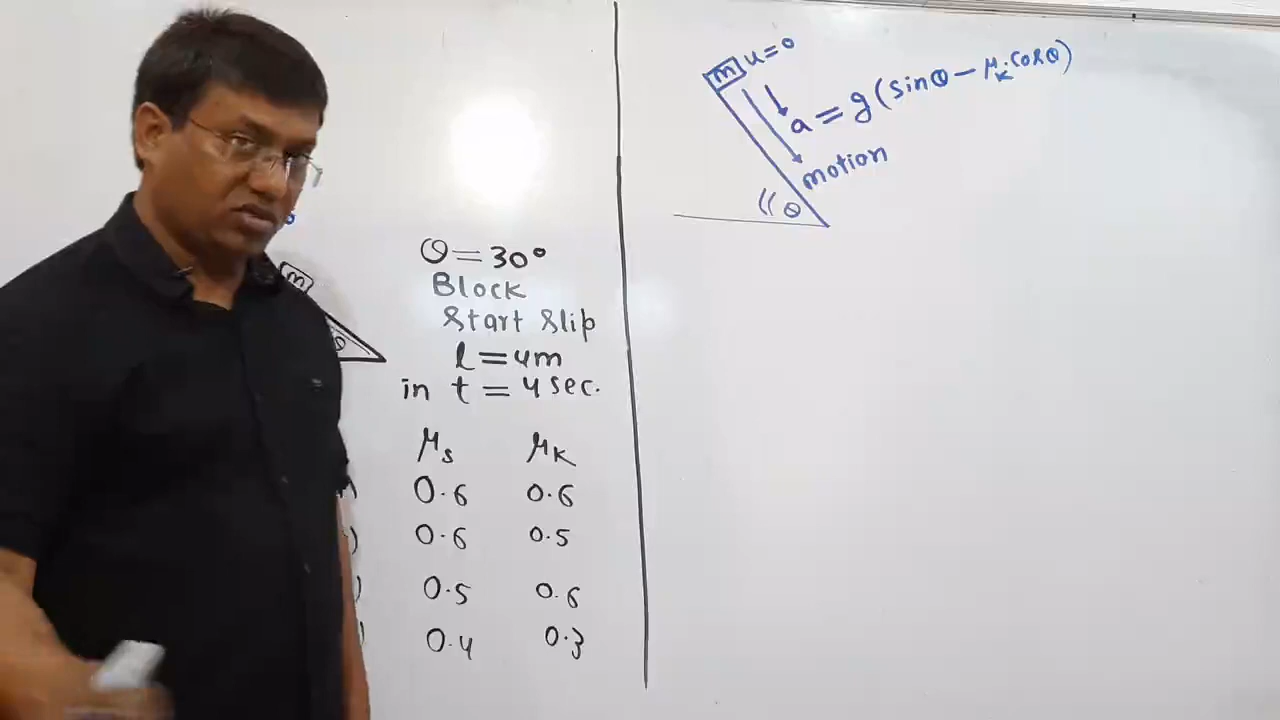 θ = 30°
Block
Start slip
l = 4m
in t = 4 sec.
μs μK
0.6 0.6
0.6 0.5
0.5 0.6
0.4 0.3
m
θ
m u=0
a = g(sinθ − μK cosθ)
motion
θ